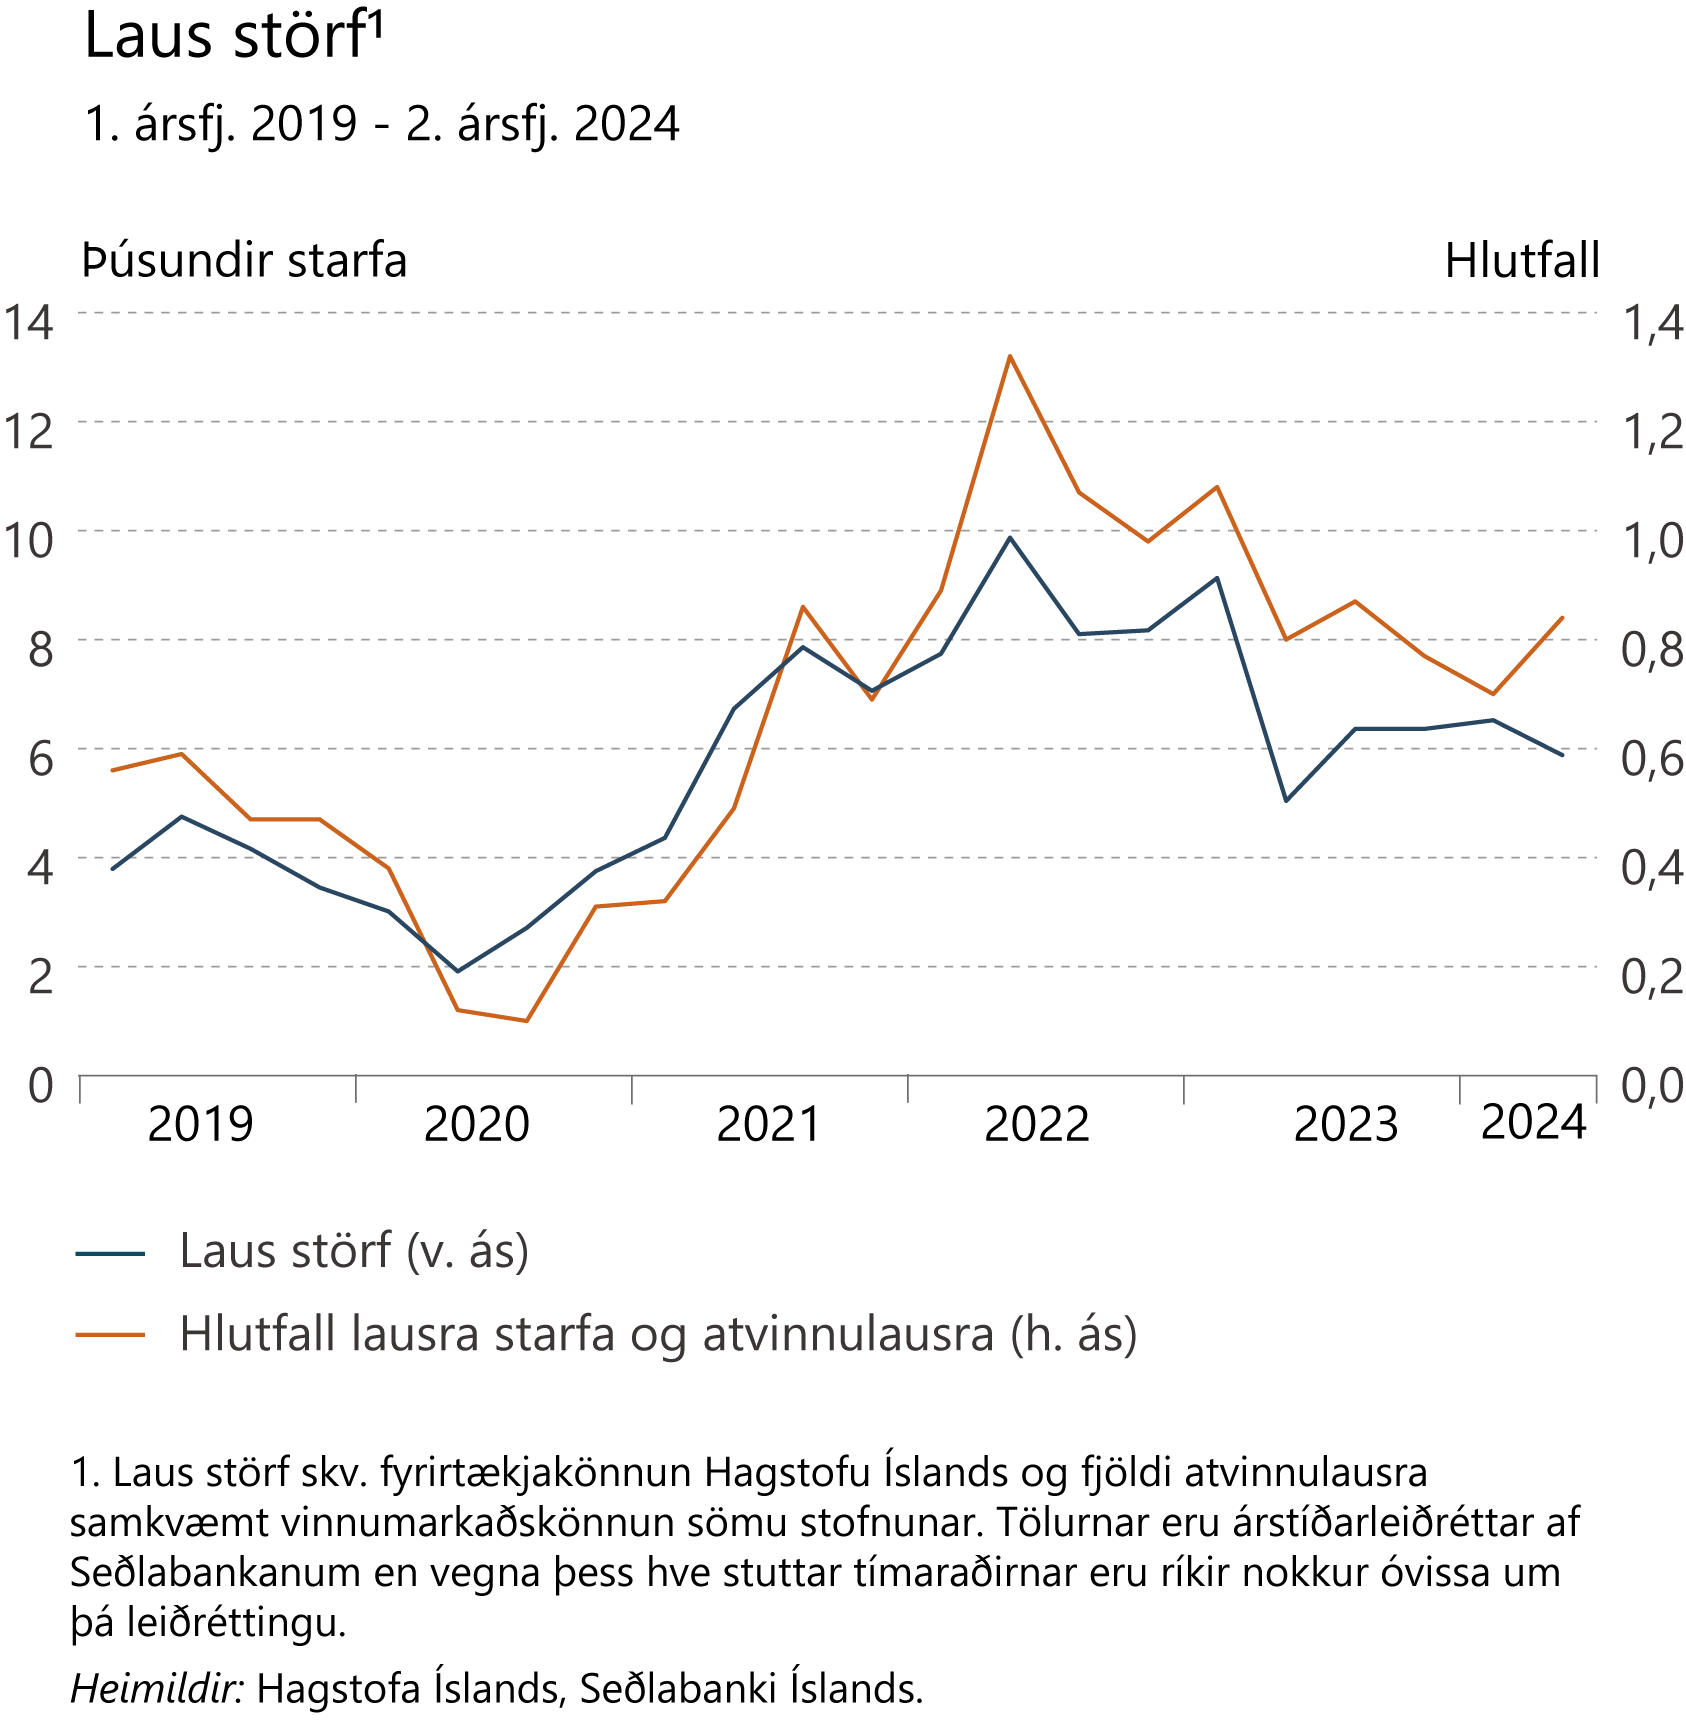 Laus störf¹
1. ársfj. 2019 - 2. ársfj. 2024
Þúsundir starfa
Hlutfall
14
12
10
8
6
4
2
0
1,4
1,2
1,0
0,8
0,6
0,4
0,2
0,0
2019 2020 2021 2022 2023 2024
Laus störf (v. ás)
Hlutfall lausra starfa og atvinnulausra (h. ás)
1. Laus störf skv. fyrirtækjakönnun Hagstofu Íslands og fjöldi atvinnulausra
samkvæmt vinnumarkaðskönnun sömu stofnunar. Tölurnar eru árstíðarleiðréttar af
Seðlabankanum en vegna þess hve stuttar tímaraðirnar eru ríkir nokkur óvissa um
þá leiðréttingu.
Heimildir: Hagstofa Íslands, Seðlabanki Íslands.